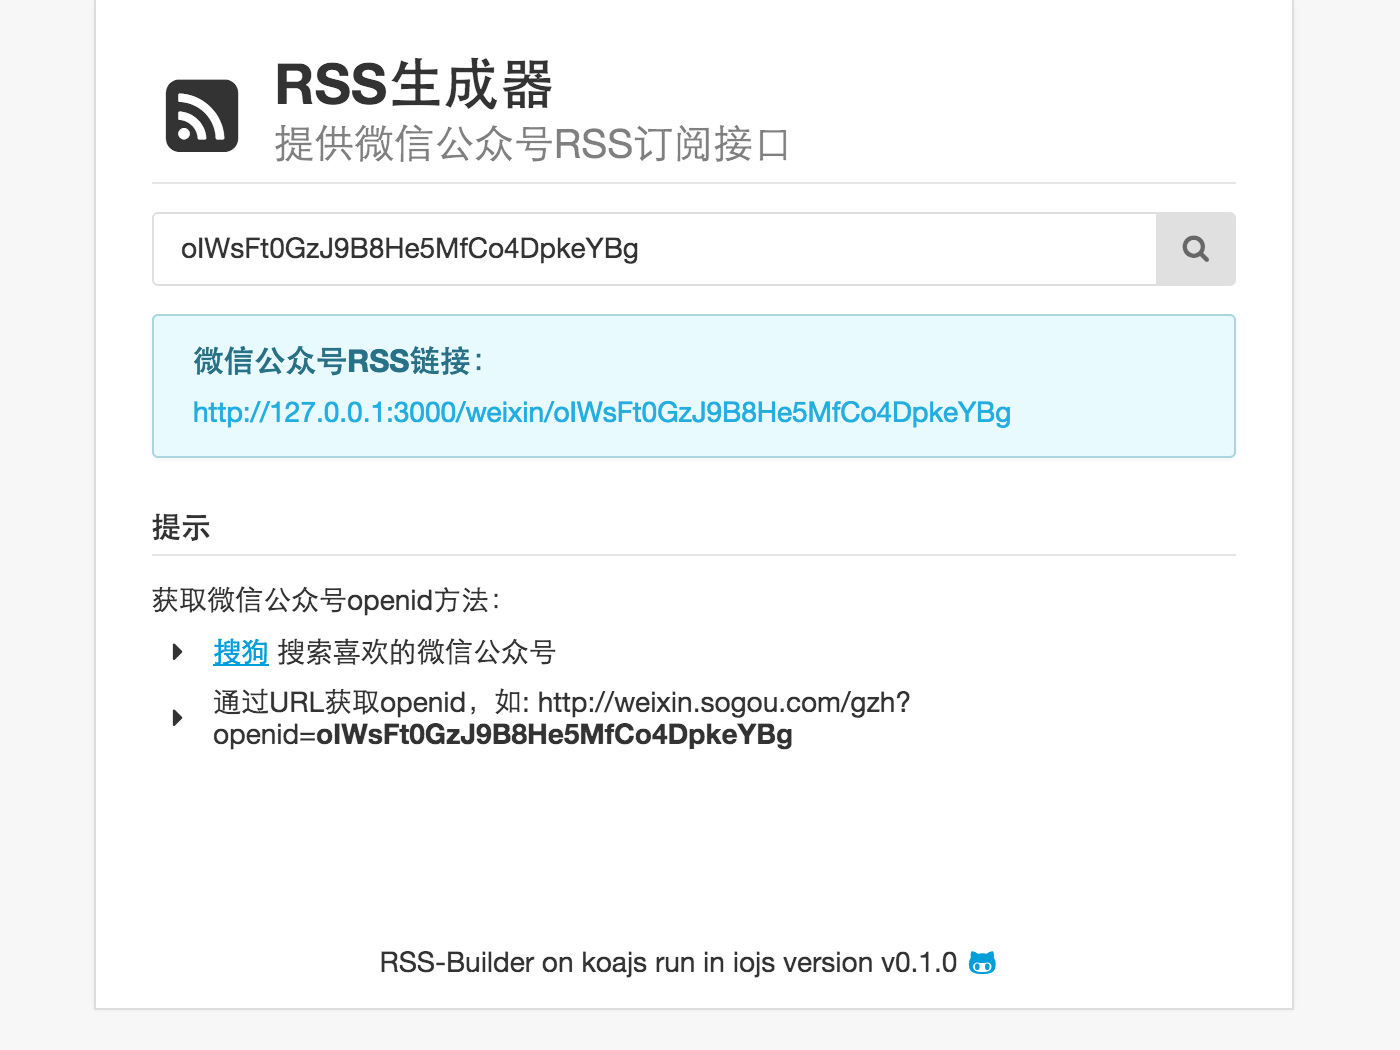 RSS生成器
提供微信公众号RSS订阅接口
oIWsFt0GzJ9B8He5MfCo4DpkeYBg
微信公众号RSS链接：
http://127.0.0.1:3000/weixin/oIWsFt0GzJ9B8He5MfCo4DpkeYBg
提示
获取微信公众号openid方法：
搜狗 搜索喜欢的微信公众号
通过URL获取openid，如: http://weixin.sogou.com/gzh?
openid=oIWsFt0GzJ9B8He5MfCo4DpkeYBg
RSS-Builder on koajs run in iojs version v0.1.0